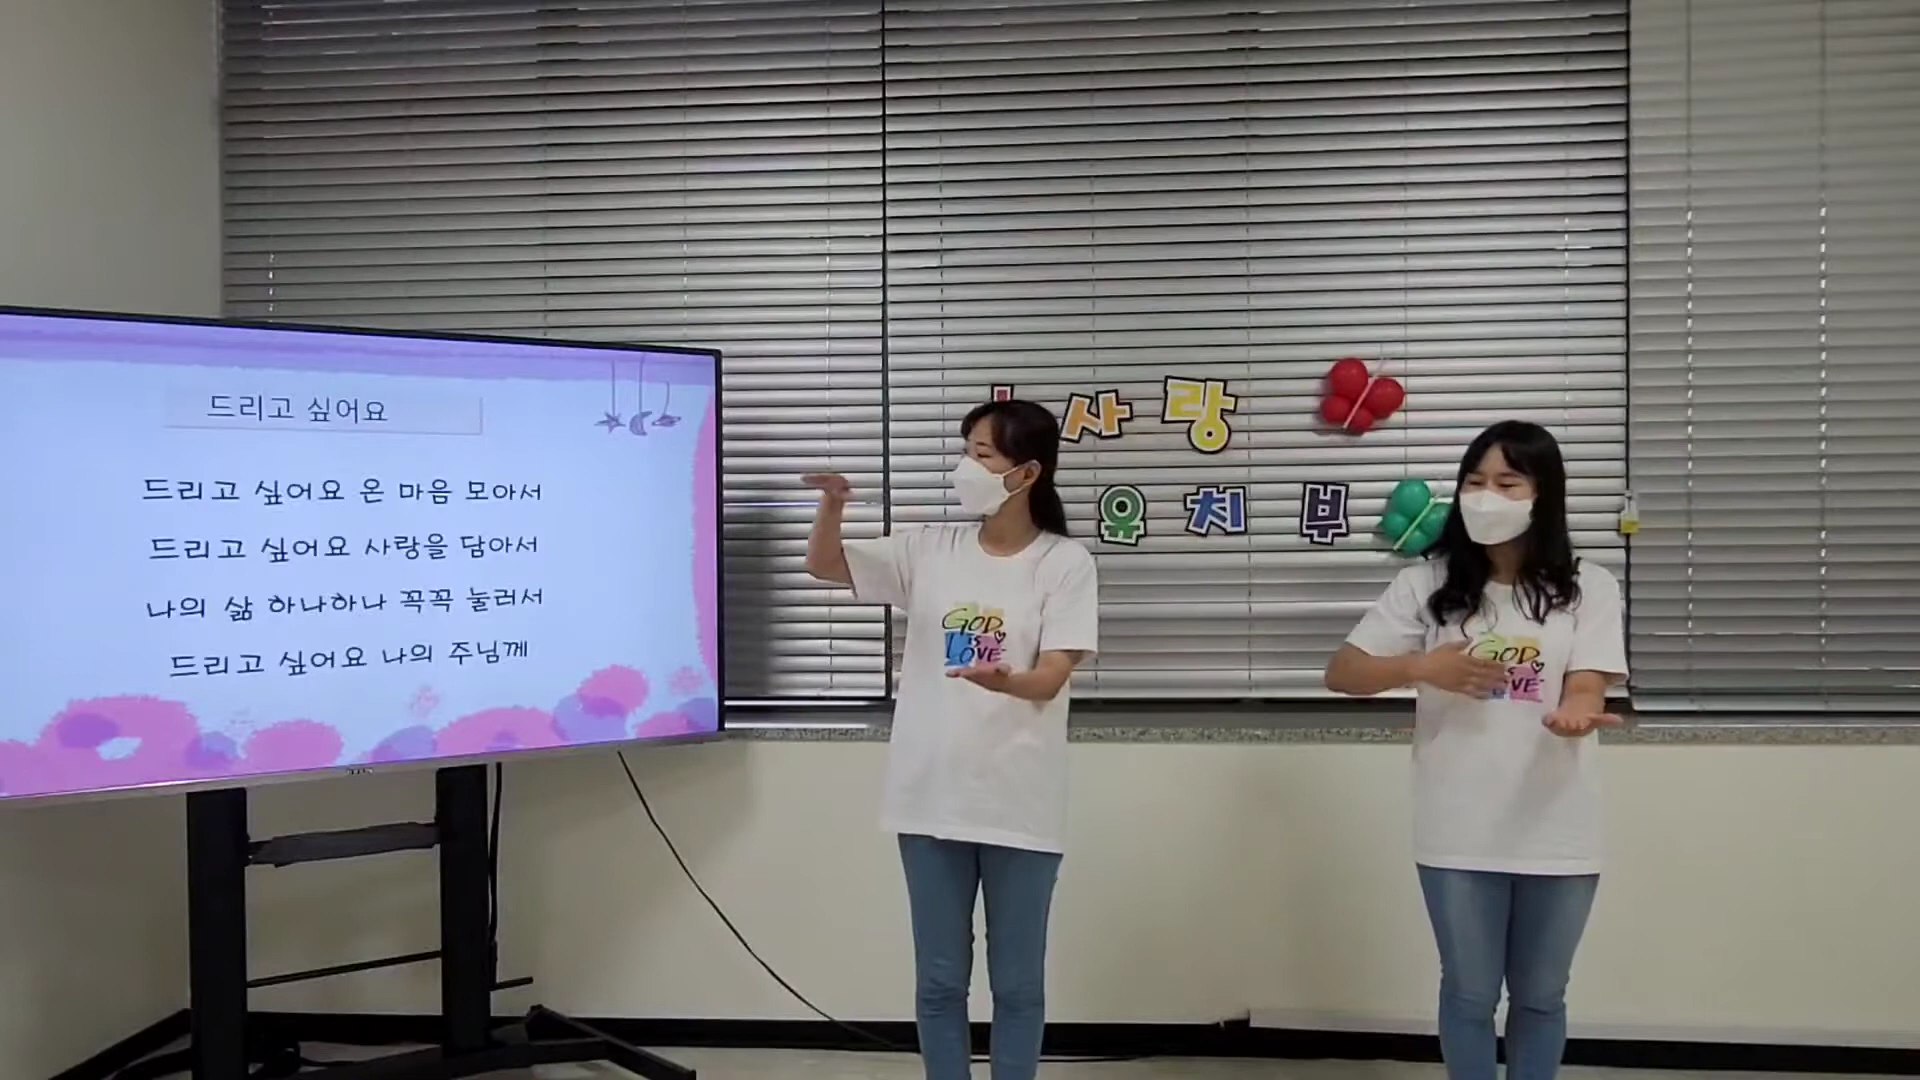 드리고 싶어요
드리고 싶어요 온 마음 모아서
드리고 싶어요 사랑을 담아서
나의 삶 하나하나 꼭꼭 눌러서
드리고 싶어요 나의 주님께
사랑
유치부
GOD
IS
LOVE
GOD